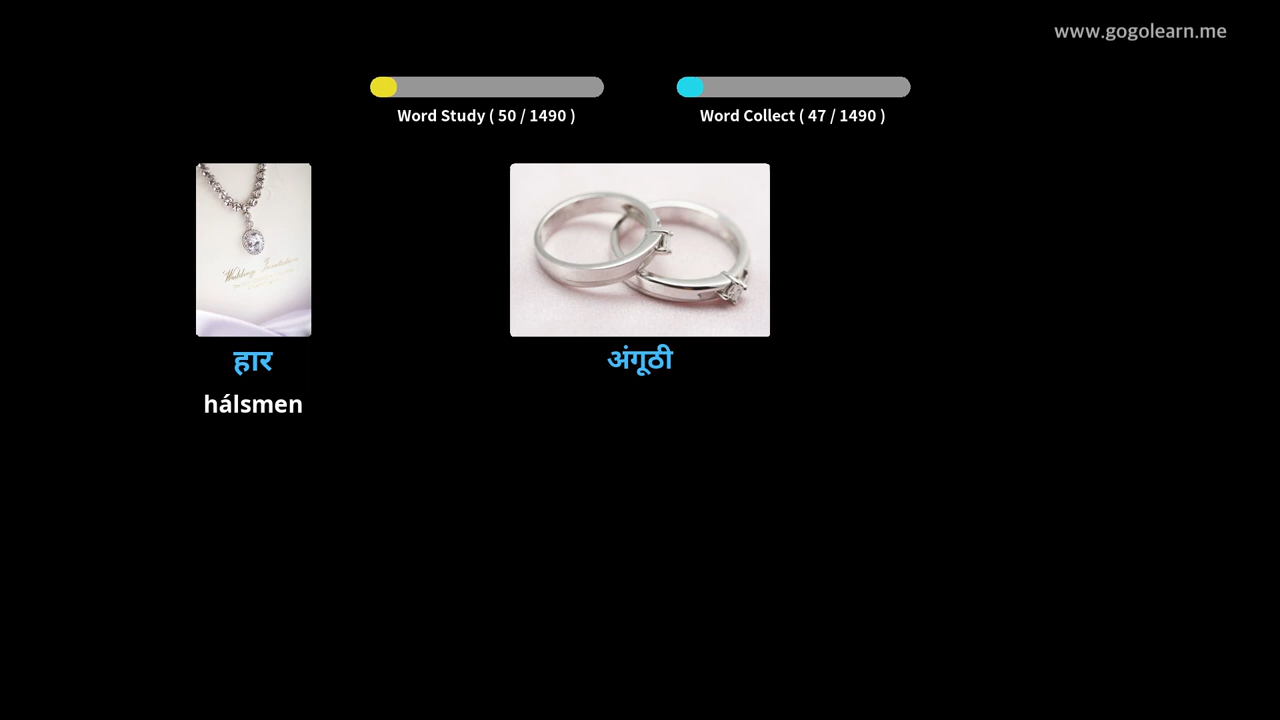 www.gogolearn.me
Word Study ( 50 / 1490 )
Word Collect ( 47 / 1490 )
हार
अंगूठी
hálsmen